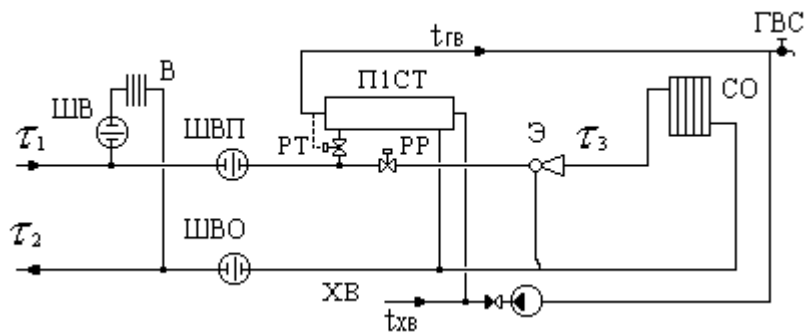 ГВС
tГВ
В
П1СТ
СО
ШВ
ШВП
Э
τ3
τ1
РТ
РР
τ2
ШВО
ХВ
tХВ